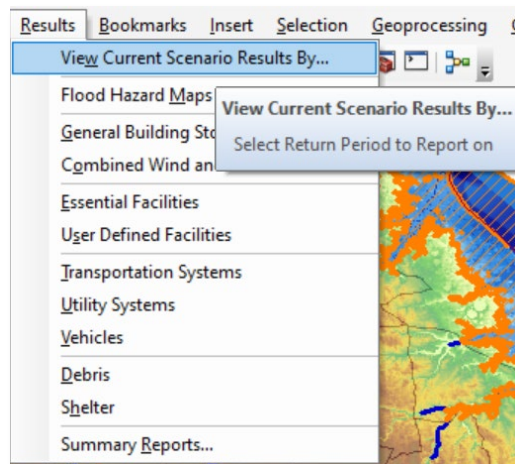 Results Bookmarks Insert Selection Geoprocessing
View Current Scenario Results By...
Flood Hazard Maps
View Current Scenario Results By...
Select Return Period to Report on
General Building
Combined Wind
Essential Facilities
User Defined Facilities
Transportation Systems
Utility Systems
Vehicles
Debris
Shelter
Summary Reports...